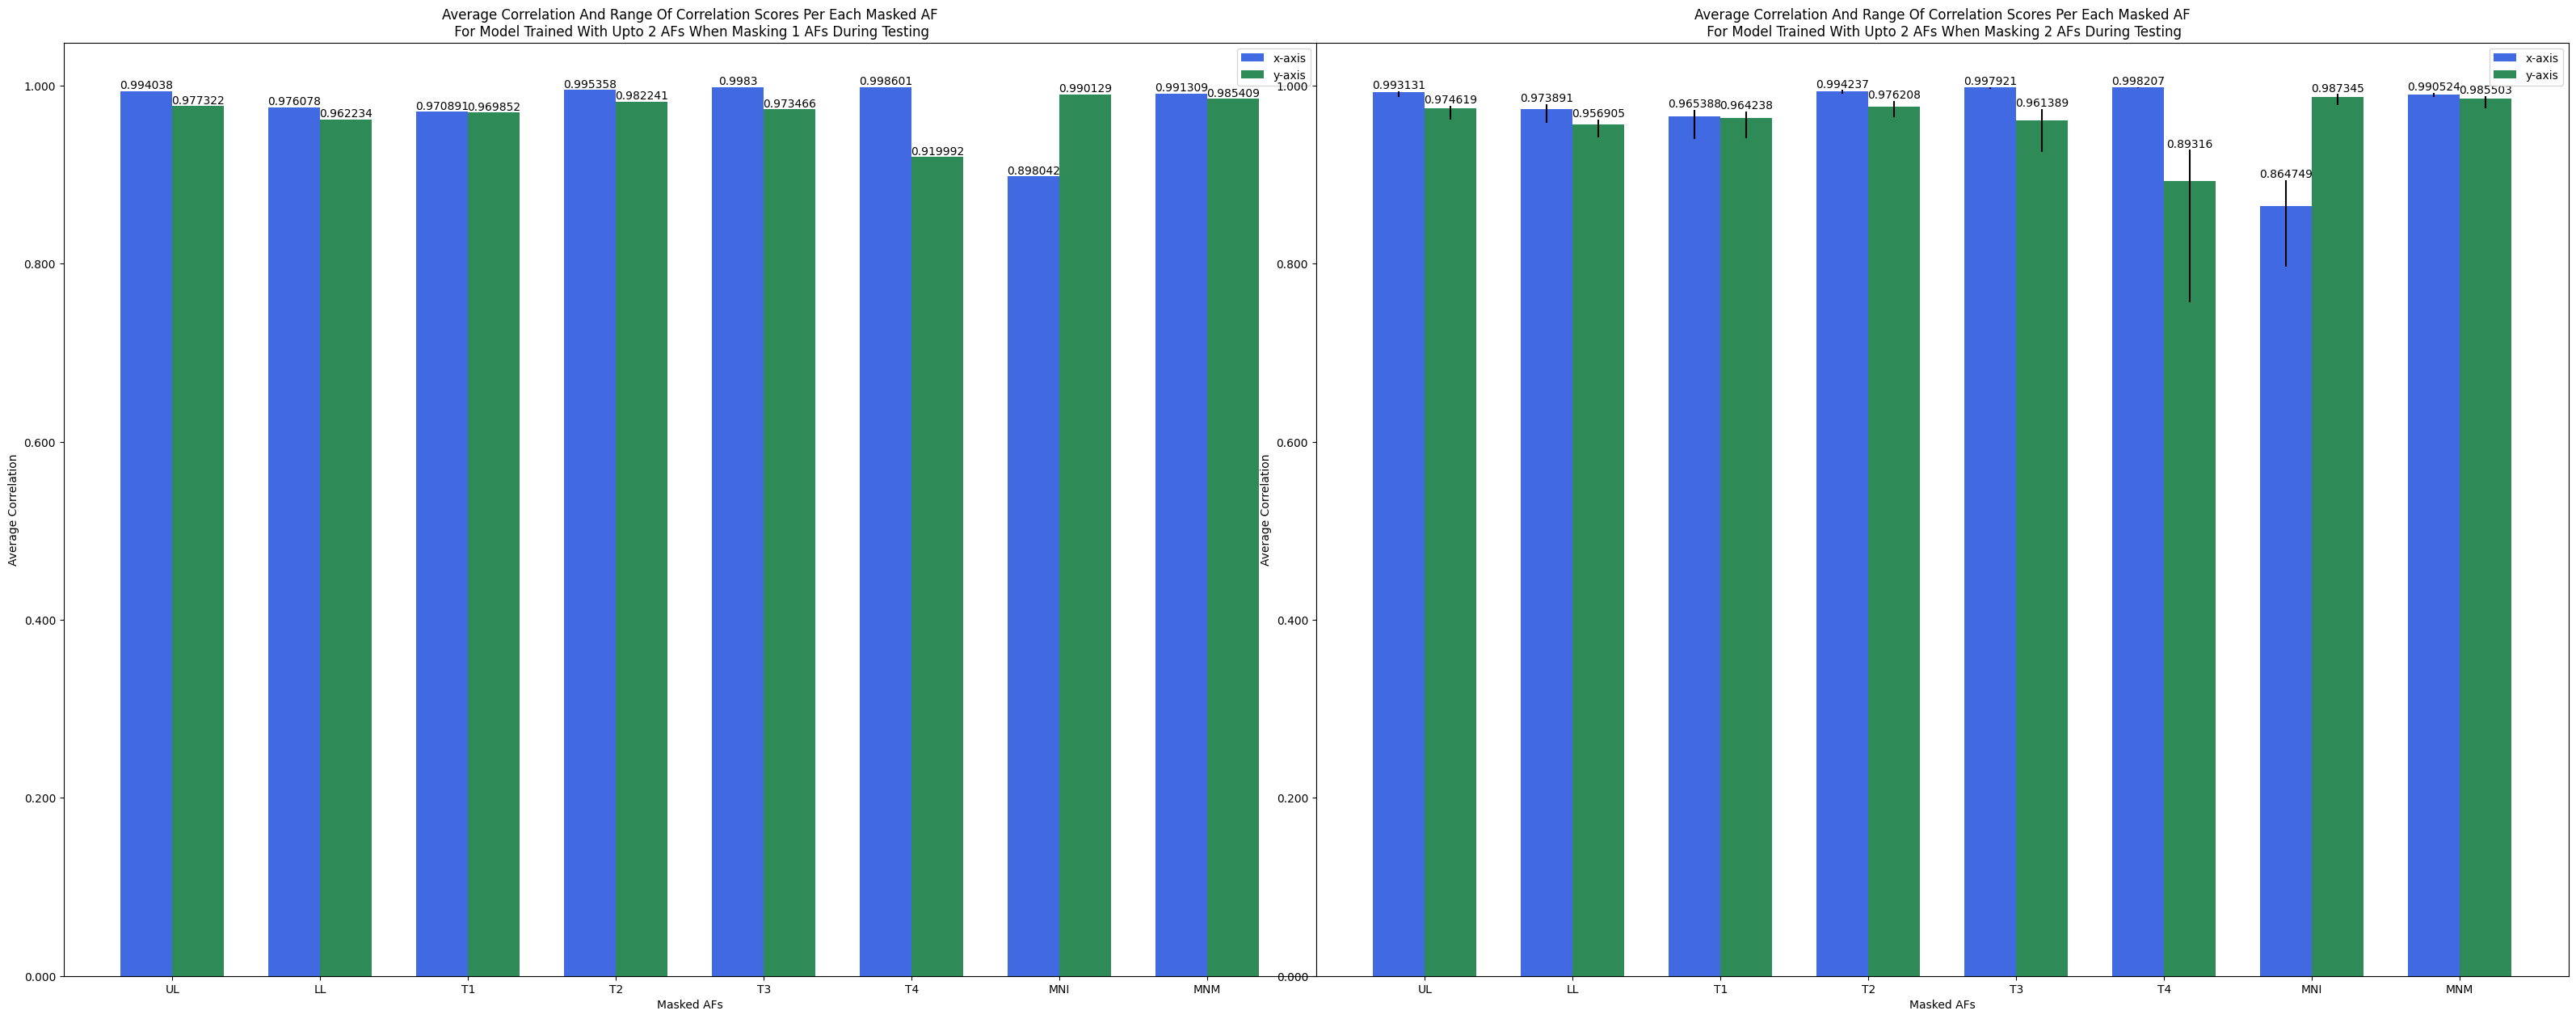 Average Correlation And Range Of Correlation Scores Per Each Masked AF
For Model Trained With Upto 2 AFs When Masking 1 AFs During Testing
x-axis
y-axis
1.000
0.800
0.600
0.400
0.200
0.000
Average Correlation
0.994038
0.977322
0.976078
0.962234
0.970891
0.969852
0.995358
0.982241
0.9983
0.973466
0.998601
0.919992
0.898042
0.990129
0.991309
0.985409
UL
LL
T1
T2
T3
T4
MNI
MNM
Masked AFs
Average Correlation And Range Of Correlation Scores Per Each Masked AF
For Model Trained With Upto 2 AFs When Masking 2 AFs During Testing
x-axis
y-axis
1.000
0.800
0.600
0.400
0.200
0.000
Average Correlation
0.993131
0.974619
0.973891
0.956905
0.965388
0.964238
0.994237
0.976208
0.997921
0.961389
0.998207
0.89316
0.864749
0.987345
0.990524
0.985503
UL
LL
T1
T2
T3
T4
MNI
MNM
Masked AFs